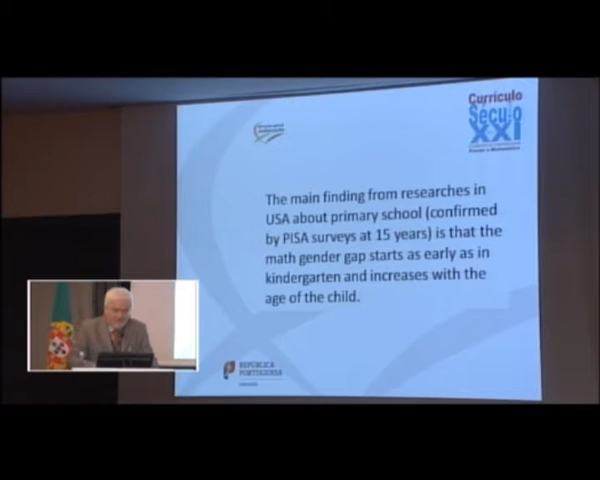 Currículo
Século
XXI
The main finding from researches in
USA about primary school (confirmed
by PISA surveys at 15 years) is that the
math gender gap starts as early as in
kindergarten and increases with the
age of the child.
REPÚBLICA
PORTUGUESA